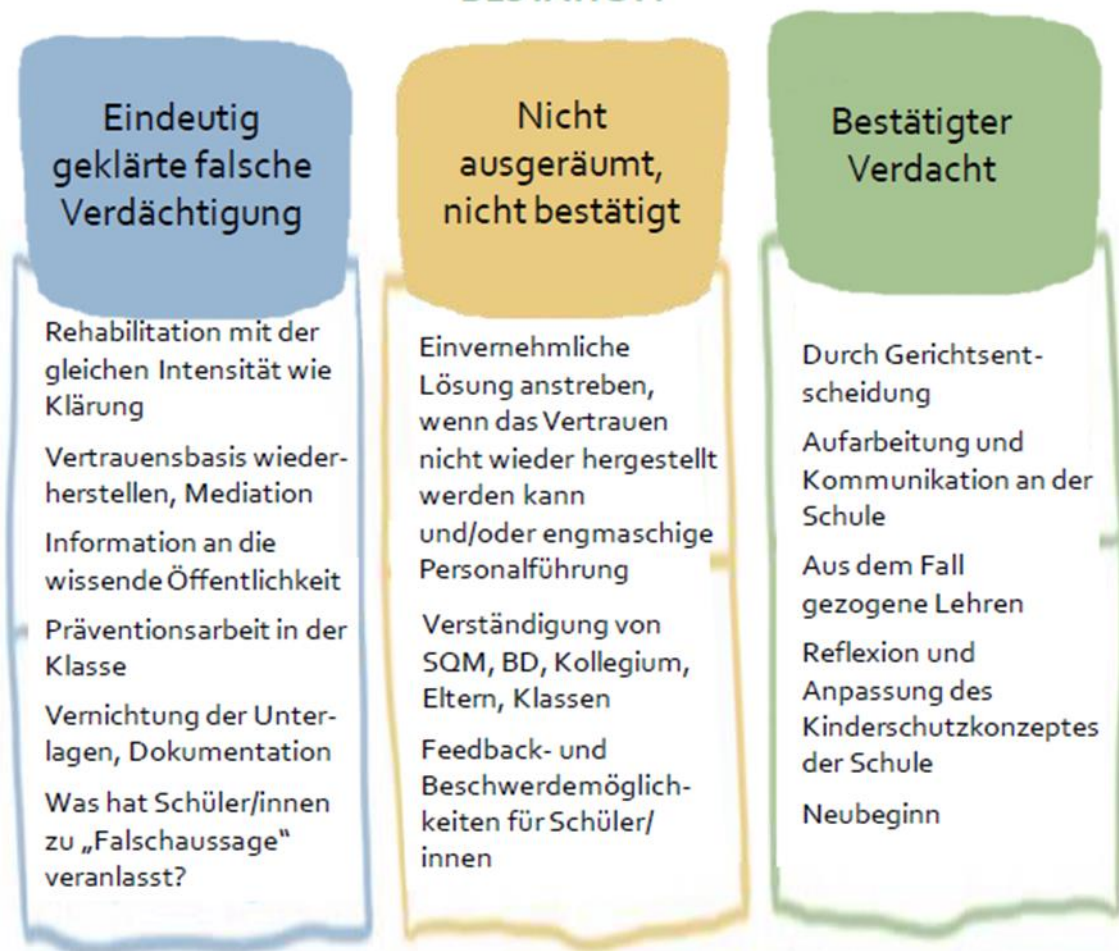 Eindeutig
geklärte falsche
Verdächtigung
Rehabilitation mit der
gleichen Intensität wie
Klärung
Vertrauensbasis wieder-
herstellen, Mediation
Information an die
wissende Öffentlichkeit
Präventionsarbeit in der
Klasse
Vernichtung der Unter-
lagen, Dokumentation
Was hat Schüler/innen
zu „Falschaussage“
veranlasst?
Nicht
ausgeräumt,
nicht bestätigt
Einvernehmliche
Lösung anstreben,
wenn das Vertrauen
nicht wieder hergestellt
werden kann
und/oder engmaschige
Personalführung
Verständigung von
SQM, BD, Kollegium,
Eltern, Klassen
Feedback- und
Beschwerdemöglich-
keiten für Schüler/
innen
Bestätigter
Verdacht
Durch Gerichtsent-
scheidung
Aufarbeitung und
Kommunikation an der
Schule
Aus dem Fall
gezogene Lehren
Reflexion und
Anpassung des
Kinderschutzkonzeptes
der Schule
Neubeginn